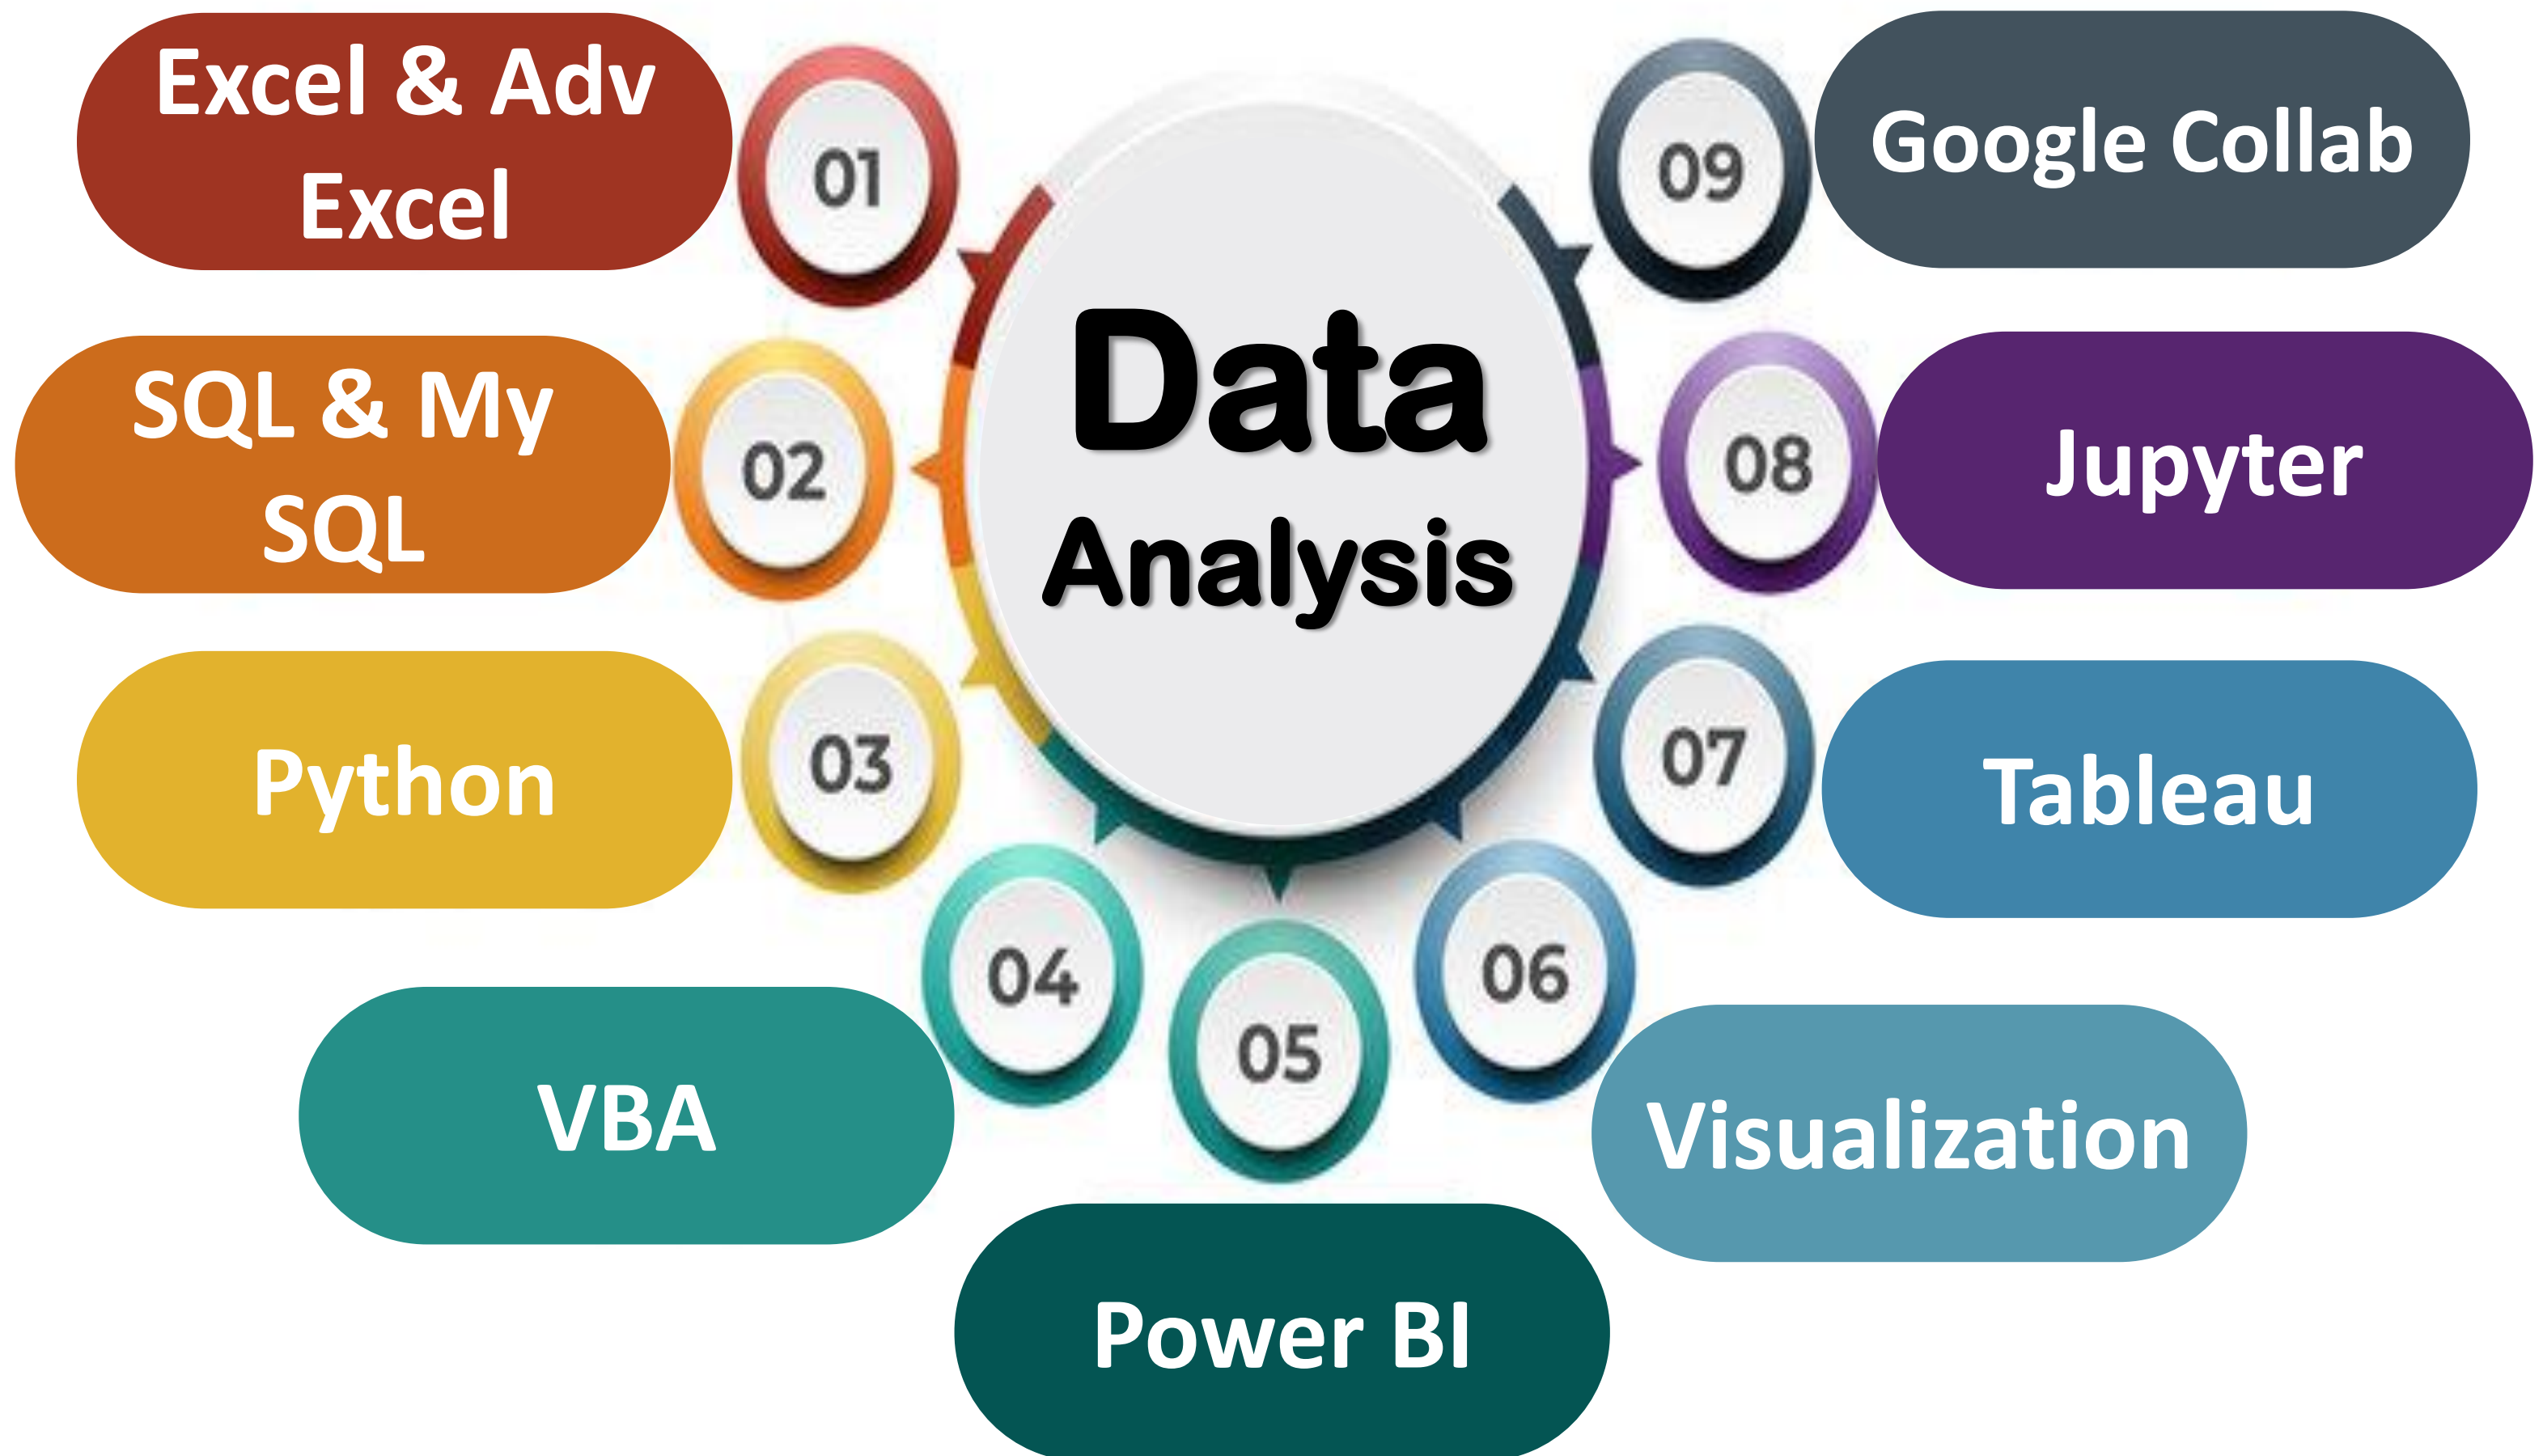 Data
Analysis
01
Excel & Adv
Excel
02
SQL & My
SQL
03
Python
04
VBA
05
Power BI
06
Visualization
07
Tableau
08
Jupyter
09
Google Collab